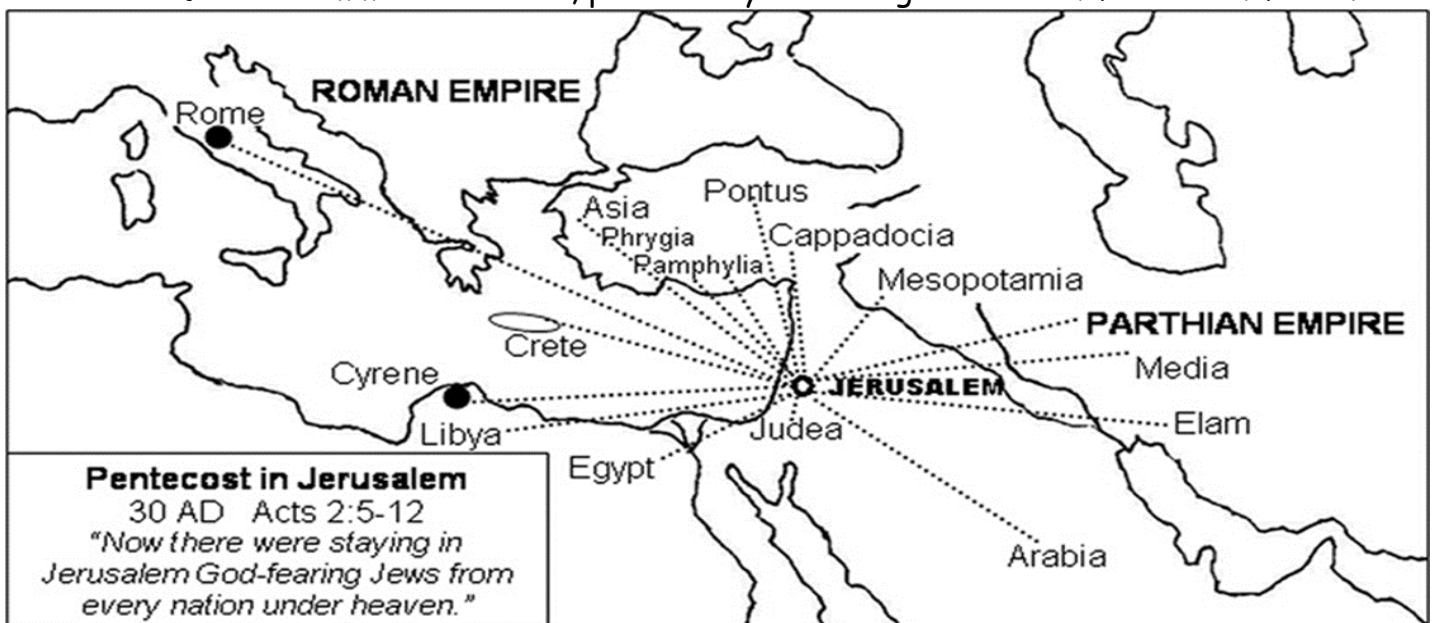 ROMAN EMPIRE
Rome
Pontus
Asia
Phrygia
Cappadocia
Pamphylia
Mesopotamia
PARTHIAN EMPIRE
Crete
Media
Cyrene
JERUSALEM
Elam
Libya
Judea
Egypt
Arabia
Pentecost in Jerusalem
30 AD Acts 2:5-12
"Now there were staying in
Jerusalem God-fearing Jews from
every nation under heaven."